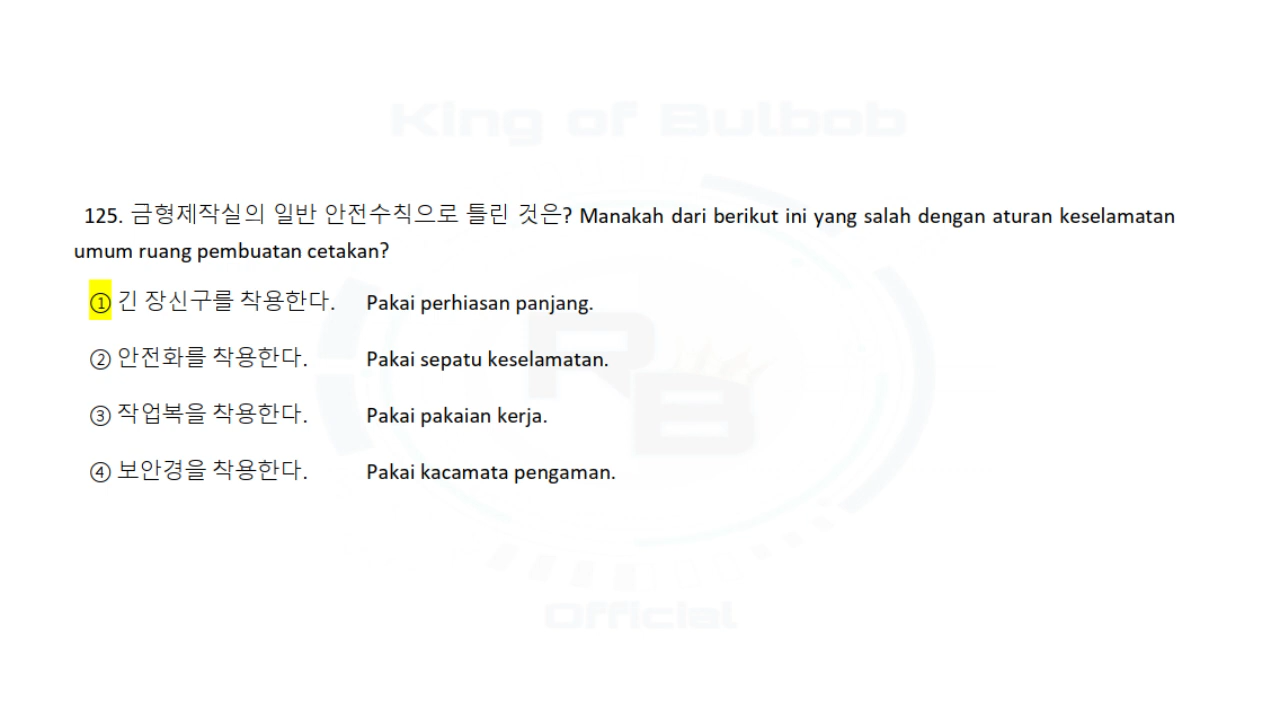 King of Bulbob
125. 금형제작실의 일반 안전수칙으로 틀린 것은? Manakah dari berikut ini yang salah dengan aturan keselamatan
umum ruang pembuatan cetakan?
① 긴 장신구를 착용한다. Pakai perhiasan panjang.
② 안전화를 착용한다. Pakai sepatu keselamatan.
③ 작업복을 착용한다. Pakai pakaian kerja.
④ 보안경을 착용한다. Pakai kacamata pengaman.
RB
Official